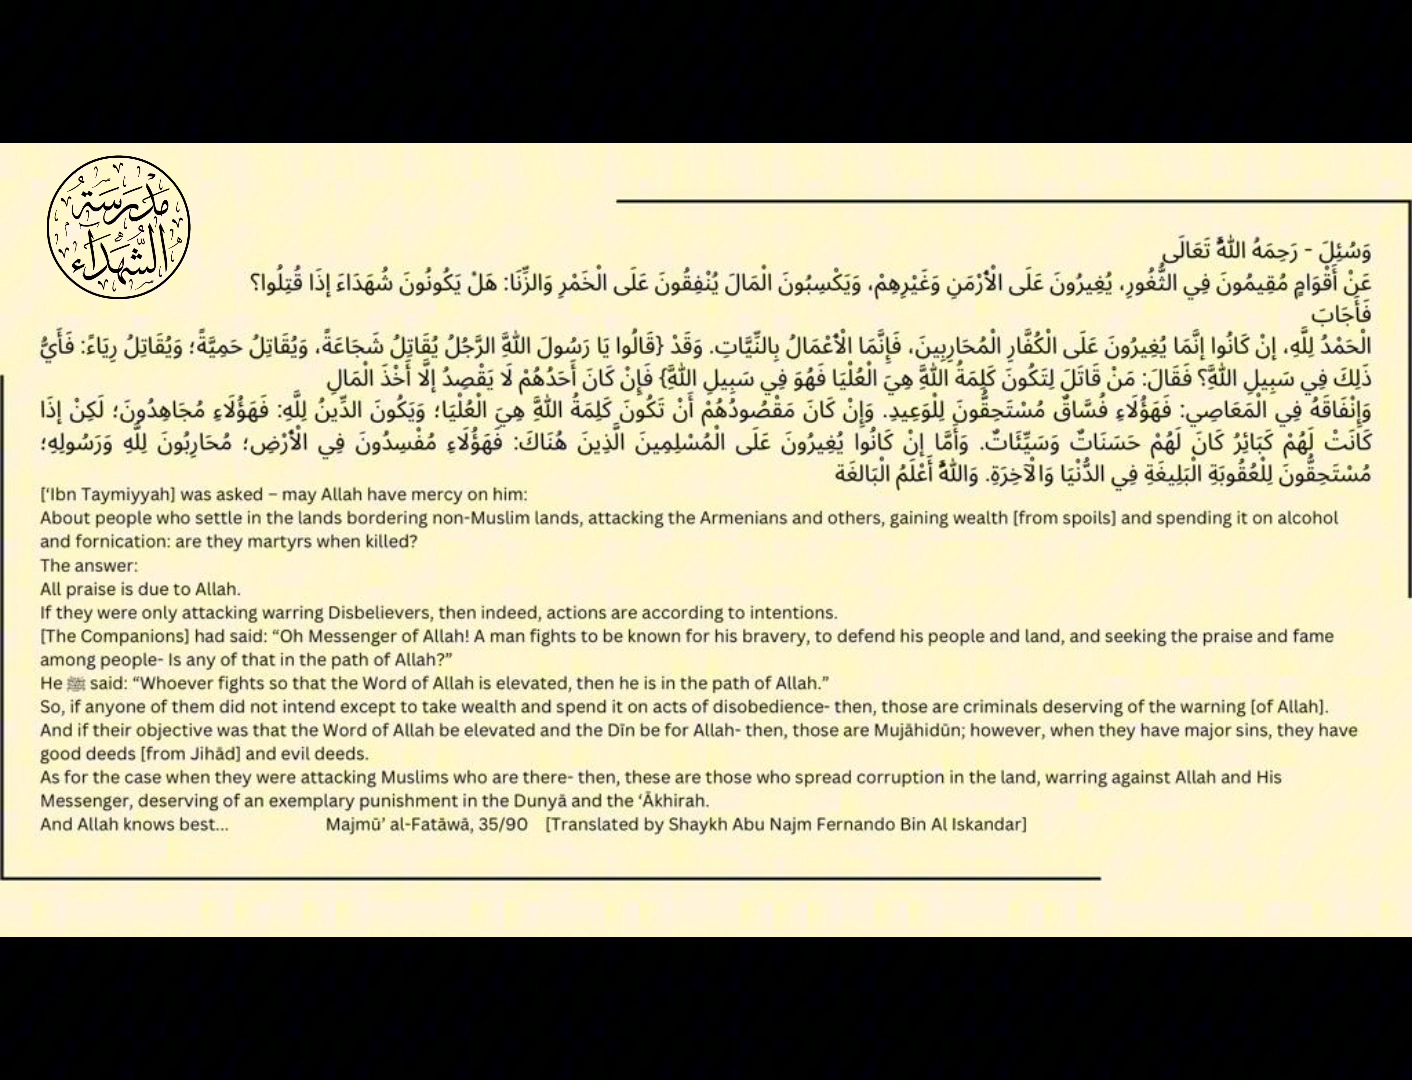 مَدْرَسَةُ
الشُّهَدَاء
وَسُئِلَ - رَحِمَهُ اللَّهُ تَعَالَى
عَنْ أَقْوَامٍ مُقِيمُونَ فِي الثُّغُورِ، يُغِيرُونَ عَلَى الْأَرْمَنِ وَغَيْرِهِمْ، وَيَكْسِبُونَ الْمَالَ يُنْفِقُونَ عَلَى الْخَمْرِ وَالزِّنَا: هَلْ يَكُونُونَ شُهَدَاءَ إذَا قُتِلُوا؟
فَأَجَابَ
الْحَمْدُ لِلَّهِ، إنْ كَانُوا إنَّمَا يُغِيرُونَ عَلَى الْكُفَّارِ الْمُحَارِبِينَ، فَإِنَّمَا الْأَعْمَالُ بِالنِّيَّاتِ. وَقَدْ {قَالُوا يَا رَسُولَ اللَّهِ الرَّجُلُ يُقَاتِلُ شَجَاعَةً، وَيُقَاتِلُ حَمِيَّةً؛ وَيُقَاتِلُ رِيَاءً: فَأَيُّ
ذَلِكَ فِي سَبِيلِ اللَّهِ؟ فَقَالَ: مَنْ قَاتَلَ لِتَكُونَ كَلِمَةُ اللَّهِ هِيَ الْعُلْيَا فَهُوَ فِي سَبِيلِ اللَّهِ} فَإِنْ كَانَ أَحَدُهُمْ لَا يَقْصِدُ إلَّا أَخْذَ الْمَالِ
وَإِنْفَاقَهُ فِي الْمَعَاصِي: فَهَؤُلَاءِ فُسَّاقٌ مُسْتَحِقُّونَ لِلْوَعِيدِ. وَإِنْ كَانَ مَقْصُودُهُمْ أَنْ تَكُونَ كَلِمَةُ اللَّهِ هِيَ الْعُلْيَا؛ وَيَكُونَ الدِّينُ لِلَّهِ: فَهَؤُلَاءِ مُجَاهِدُونَ؛ لَكِنْ إذَا
كَانَتْ لَهُمْ كَبَائِرُ كَانَ لَهُمْ حَسَنَاتٌ وَسَيِّئَاتٌ. وَأَمَّا إنْ كَانُوا يُغِيرُونَ عَلَى الْمُسْلِمِينَ الَّذِينَ هُنَاكَ: فَهَؤُلَاءِ مُفْسِدُونَ فِي الْأَرْضِ؛ مُحَارِبُونَ لِلَّهِ وَرَسُولِهِ؛
مُسْتَحِقُّونَ لِلْعُقُوبَةِ الْبَلِيغَةِ فِي الدُّنْيَا وَالْآخِرَةِ. وَاللَّهُ أَعْلَمُ الْبَالغَة
[‘Ibn Taymiyyah] was asked – may Allah have mercy on him:
About people who settle in the lands bordering non-Muslim lands, attacking the Armenians and others, gaining wealth [from spoils] and spending it on alcohol
and fornication: are they martyrs when killed?
The answer:
All praise is due to Allah.
If they were only attacking warring Disbelievers, then indeed, actions are according to intentions.
[The Companions] had said: “Oh Messenger of Allah! A man fights to be known for his bravery, to defend his people and land, and seeking the praise and fame
among people- Is any of that in the path of Allah?”
He ﷺ said: “Whoever fights so that the Word of Allah is elevated, then he is in the path of Allah.”
So, if anyone of them did not intend except to take wealth and spend it on acts of disobedience- then, those are criminals deserving of the warning [of Allah].
And if their objective was that the Word of Allah be elevated and the Dīn be for Allah- then, those are Mujāhidūn; however, when they have major sins, they have
good deeds [from Jihād] and evil deeds.
As for the case when they were attacking Muslims who are there- then, these are those who spread corruption in the land, warring against Allah and His
Messenger, deserving of an exemplary punishment in the Dunyā and the ‘Ākhirah.
And Allah knows best... Majmū’ al-Fatāwā, 35/90 [Translated by Shaykh Abu Najm Fernando Bin Al Iskandar]